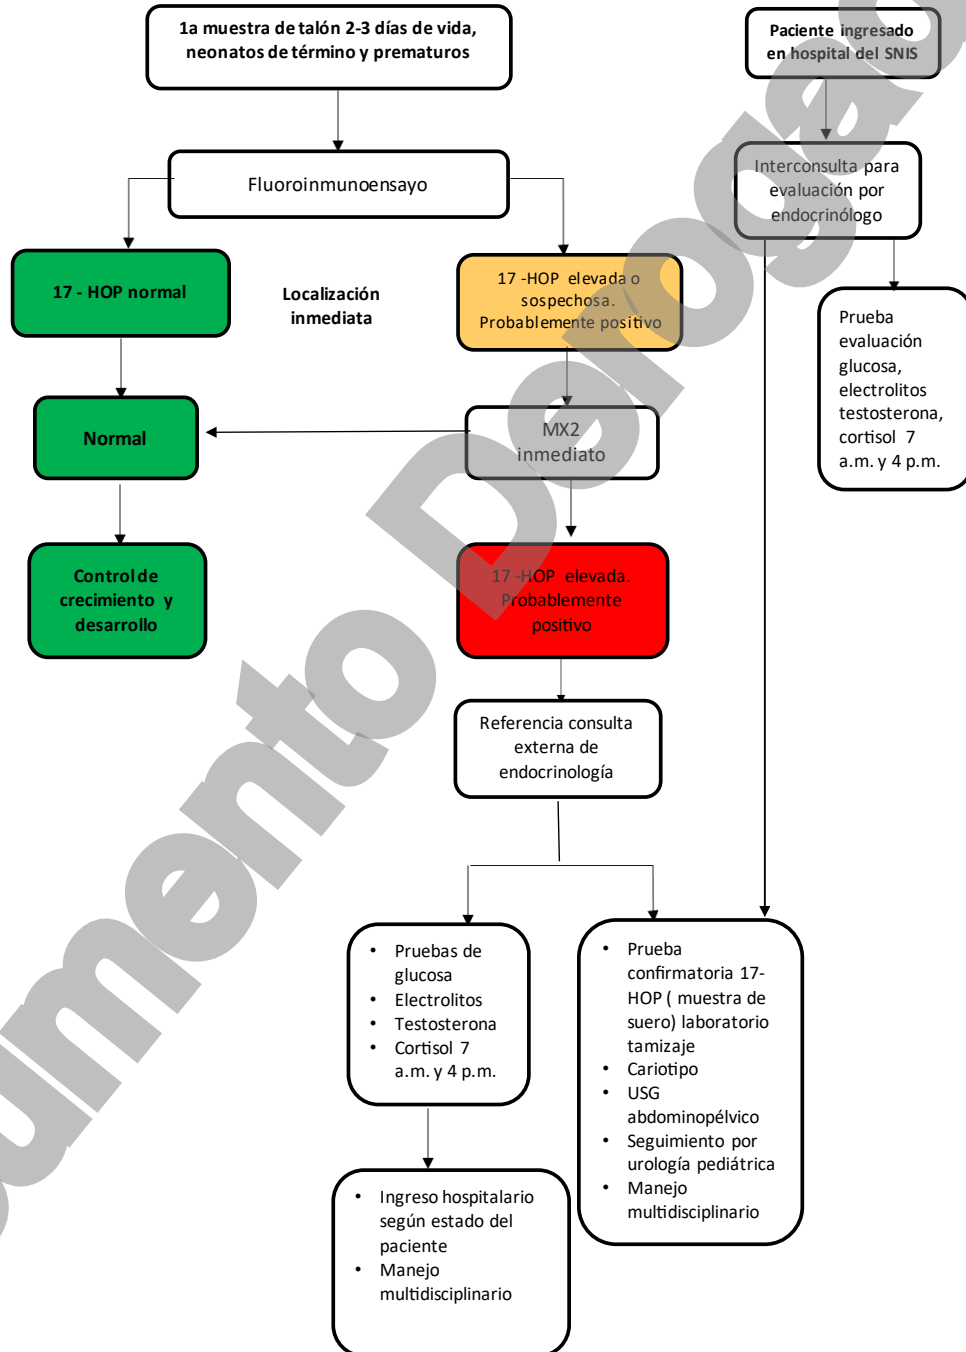 1a muestra de talón 2-3 días de vida,
neonatos de término y prematuros
Paciente ingresado
en hospital del SNIS
Fluoroinmunoensayo
Interconsulta para
evaluación por
endocrinólogo
17 - HOP normal
Localización
inmediata
17 -HOP elevada o
sospechosa.
Probablemente positivo
Prueba
evaluación
glucosa,
electrolitos
testosterona,
cortisol 7
a.m. y 4 p.m.
Normal
MX2
inmediato
Control de
crecimiento y
desarrollo
17 -HOP elevada.
Probablemente
positivo
Referencia consulta
externa de
endocrinología
• Pruebas de
glucosa
• Electrolitos
• Testosterona
• Cortisol 7
a.m. y 4 p.m.
• Prueba
confirmatoria 17-
HOP ( muestra de
suero) laboratorio
tamizaje
• Cariotipo
• USG
abdominopélvico
• Seguimiento por
urología pediátrica
• Manejo
multidisciplinario
• Ingreso hospitalario
según estado del
paciente
• Manejo
multidisciplinario